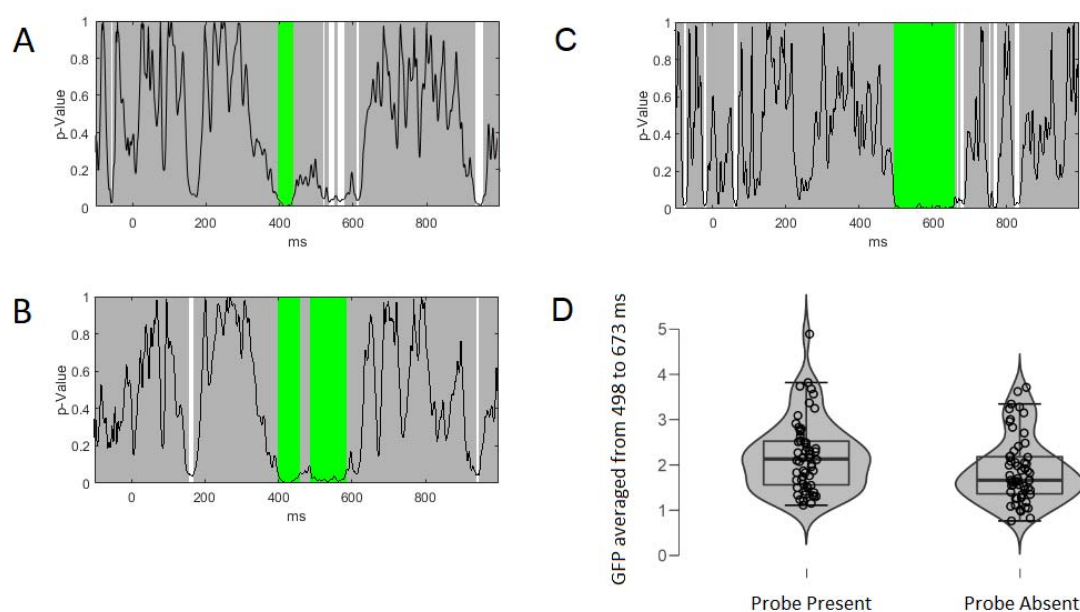 A
1
0.8
0.6
0.4
0.2
0
p-Value
0 200 400 600 800
ms
B
1
0.8
0.6
0.4
0.2
0
p-Value
0 200 400 600 800
ms
C
1
0.8
0.6
0.4
0.2
0
p-Value
0 200 400 600 800
ms
D
GFP averaged from 498 to 673 ms
5
4
3
2
1
0
Probe Present Probe Absent